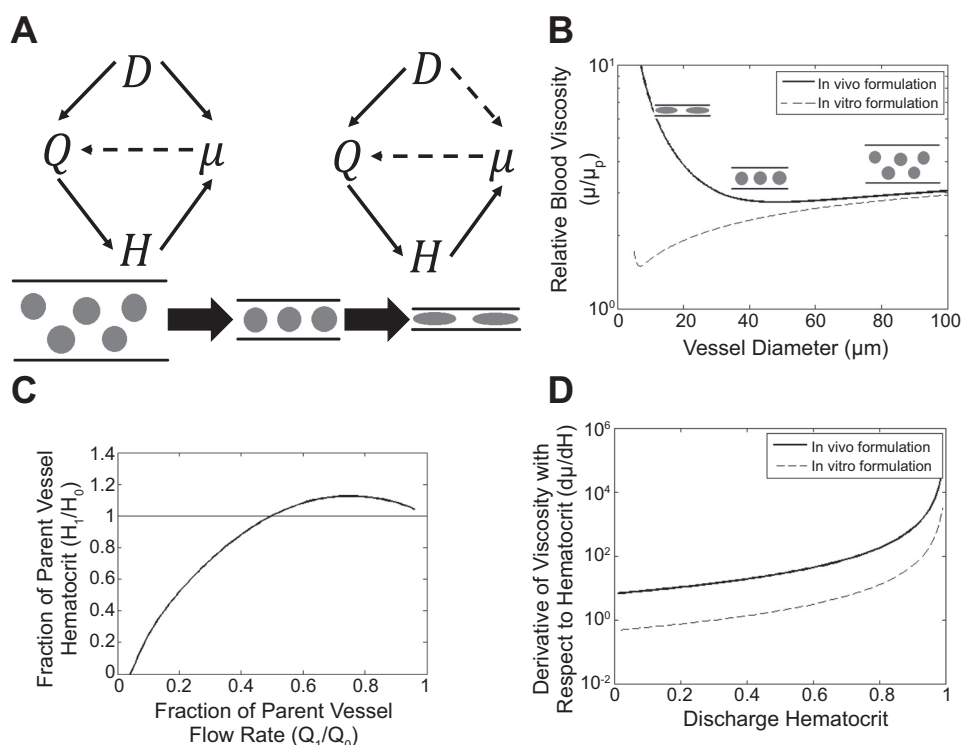 A
D
Q
μ
H
D
Q
μ
H
B
Relative Blood Viscosity
(μ/μp)
10¹
10⁰
In vivo formulation
In vitro formulation
0
20
40
60
80
100
Vessel Diameter (μm)
C
Fraction of Parent Vessel
Hematocrit (H1/H0)
1.4
1.2
1
0.8
0.6
0.4
0.2
0
0
0.2
0.4
0.6
0.8
1
Fraction of Parent Vessel
Flow Rate (Q1/Q0)
D
Derivative of Viscosity with
Respect to Hematocrit (dμ/dH)
10⁶
10⁴
10²
10⁰
10⁻²
In vivo formulation
In vitro formulation
0
0.2
0.4
0.6
0.8
1
Discharge Hematocrit